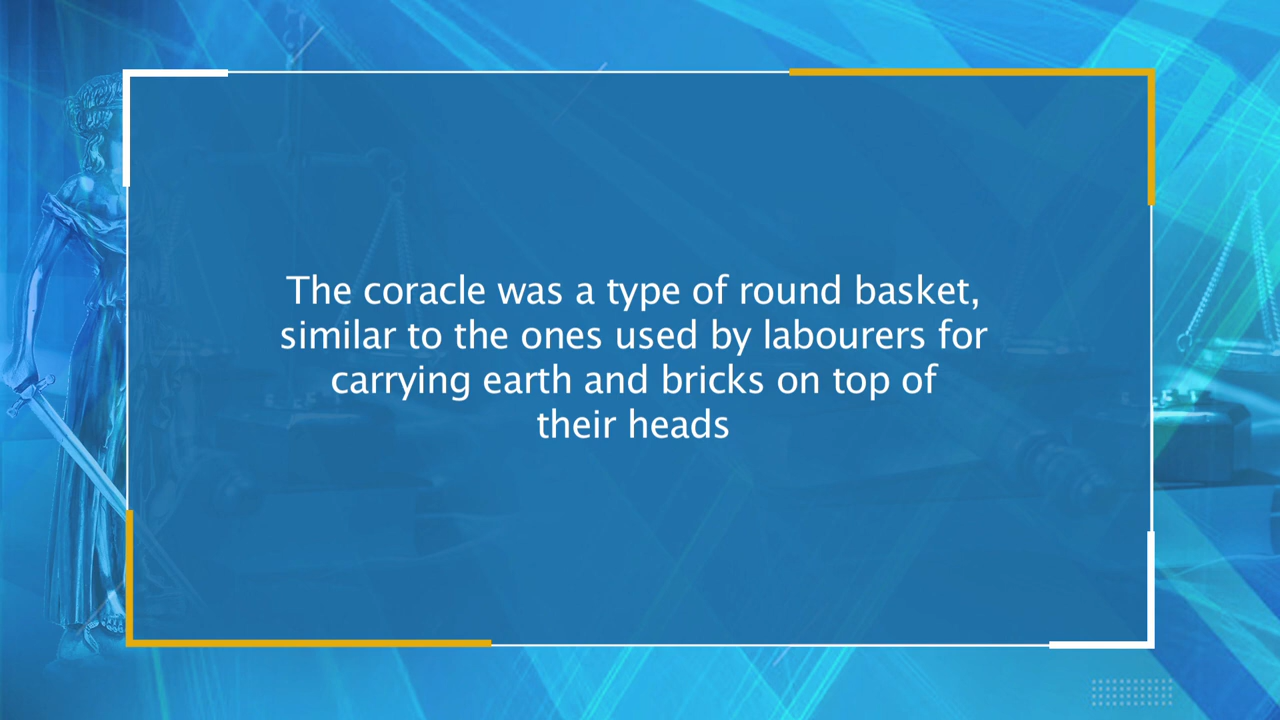 The coracle was a type of round basket,
similar to the ones used by labourers for
carrying earth and bricks on top of
their heads